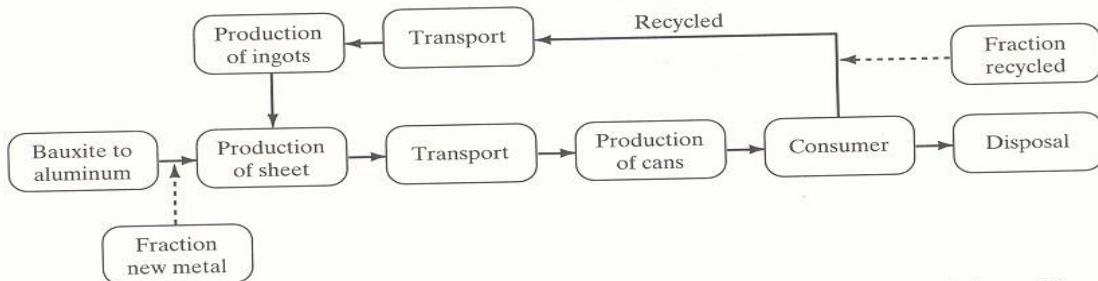 Production
of ingots
Transport
Recycled
Fraction
recycled
Bauxite to
aluminum
Production
of sheet
Transport
Production
of cans
Consumer
Disposal
Fraction
new metal